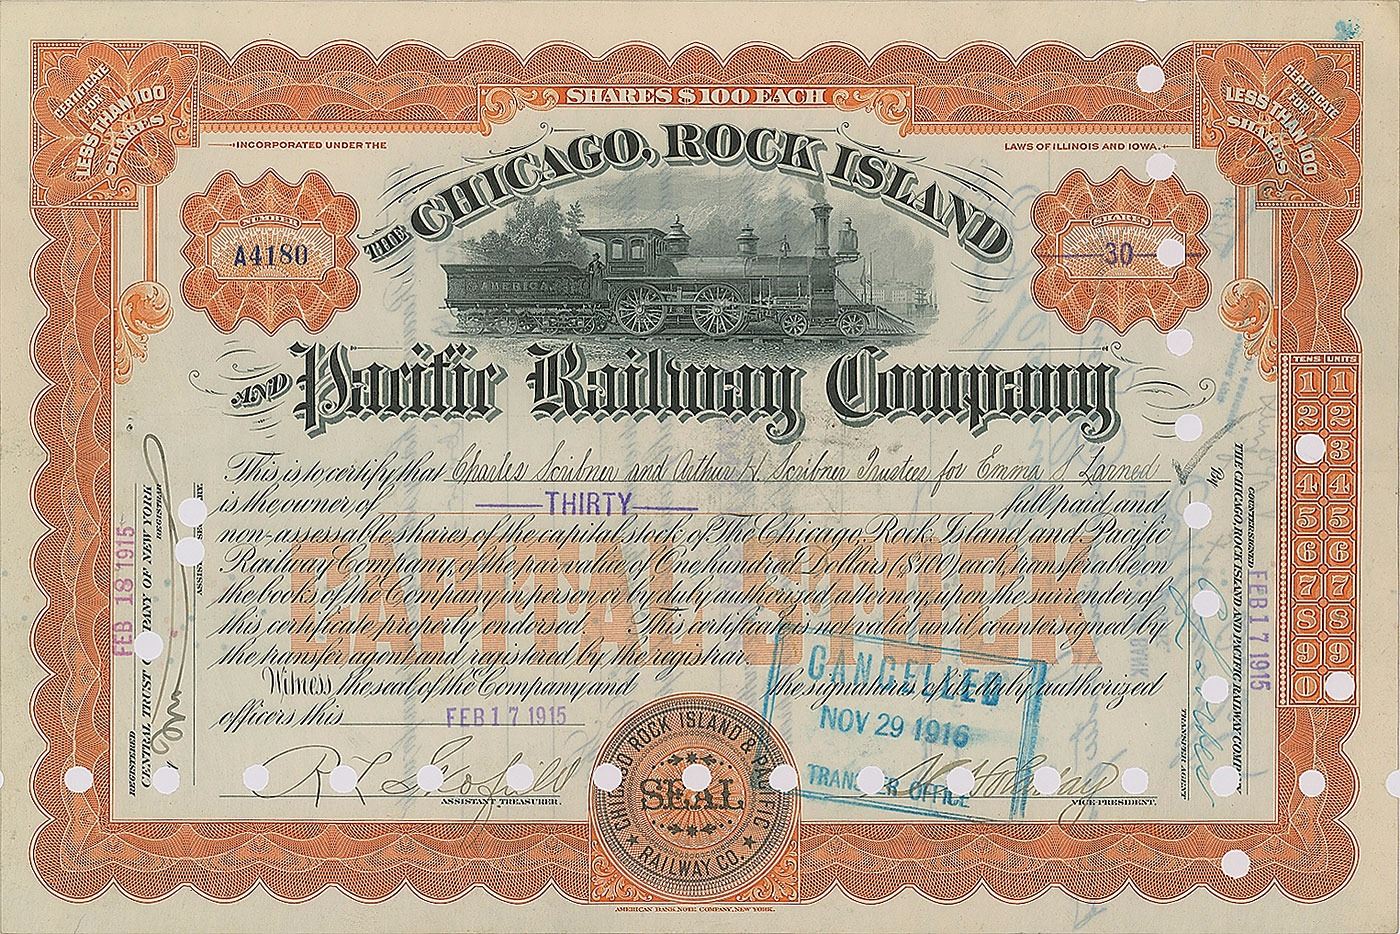 CERTIFICATE
FOR
LESS THAN 100
SHARES
SHARES $100 EACH
CERTIFICATE
FOR
LESS THAN 100
SHARES
INCORPORATED UNDER THE
LAWS OF ILLINOIS AND IOWA.
THE CHICAGO, ROCK ISLAND
NUMBER
A4180
SHARES
30
AMERICAN
AND Pacific Railway Company
TENS UNITS
1 1
2 2
3
4 4
5 5
6 6
7 7
8 8
9 9
0
This is to certify that Charles Scribner and Arthur H. Scribner Trustees for Emma S. Larned
is the owner of THIRTY full paid and
non-assessable shares of the capital stock of The Chicago, Rock Island and Pacific
Railway Company, of the par value of One hundred Dollars ($100) each, transferable on
the books of the Company in person or by duly authorized attorney, upon the surrender of
this certificate properly endorsed. This certificate is not valid until countersigned by
the transfer agent and registered by the registrar.
CAPITAL STOCK
Witness, the seal of the Company and the signatures of its duly authorized
officers this FEB 17 1915
ASSISTANT TREASURER.
VICE-PRESIDENT.
CHICAGO ROCK ISLAND & PACIFIC
SEAL
RAILWAY CO.
CANCELLED
NOV 29 1916
TRANSFER OFFICE
REGISTERED
FEB 18 1915
CENTRAL TRUST COMPANY OF NEW YORK
REGISTRAR
COUNTERSIGNED
FEB 17 1915
THE CHICAGO, ROCK ISLAND AND PACIFIC RAILWAY COMPANY
By
TRANSFER AGENT
AMERICAN BANK NOTE COMPANY, NEW YORK.